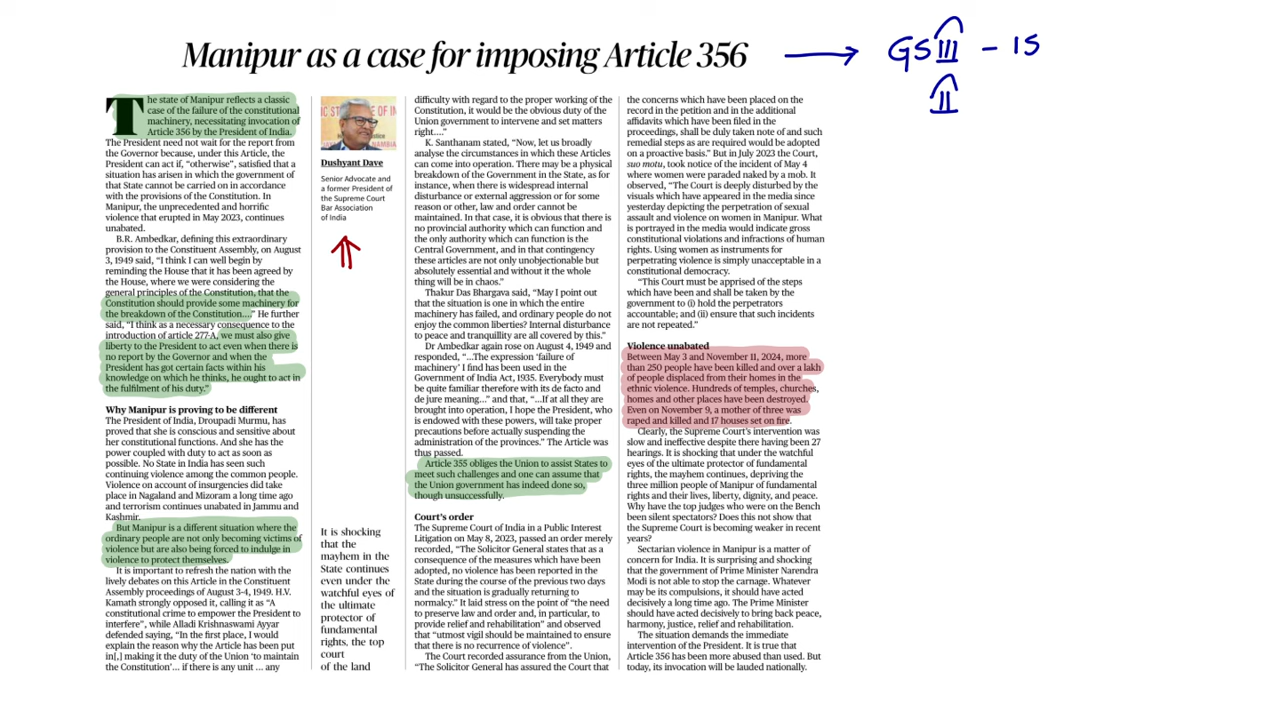 Manipur as a case for imposing Article 356
GSIII - IS
II
The state of Manipur reflects a classic
case of the failure of the constitutional
machinery, necessitating invocation of
Article 356 by the President of India.
The President need not wait for the report
from the Governor because, under this Article, the
President can act if, “otherwise”, satisfied that a
situation has arisen in which the government of
that State cannot be carried on in accordance
with the provisions of the Constitution. In
Manipur, the unprecedented and horrific
violence that erupted in May 2023, continues
unabated.
B.R. Ambedkar, defining this extraordinary
provision to the Constituent Assembly, on August
3, 1949 said, “I think I can well begin by
reminding the House that it has been agreed by
the House, where we were considering the
general principles of the Constitution, that the
Constitution should provide some machinery for
the breakdown of the Constitution....” He further
said, “I think as a necessary consequence to the
introduction of article 277-A, we must also give
liberty to the President to act even when there is
no report by the Governor and when the
President has got certain facts within his
knowledge on which he thinks, he ought to act in
the fulfilment of his duty.”
Why Manipur is proving to be different
The President of India, Droupadi Murmu, has
proved that she is conscious and sensitive about
her constitutional functions. And she has the
power coupled with duty to act as soon as
possible. No State in India has seen such
continuing violence among the common people.
Violence on account of insurgencies did take
place in Nagaland and Mizoram a long time ago
and terrorism continues unabated in Jammu and
Kashmir.
But Manipur is a different situation where the
ordinary people are not only becoming victims of
violence but are also being forced to indulge in
violence to protect themselves.
It is important to refresh the nation with the
lively debates on this Article in the Constituent
Assembly proceedings of August 3-4, 1949. H.V.
Kamath strongly opposed it, calling it as “A
constitutional crime to empower the President to
interfere”, while Alladi Krishnaswami Ayyar
defended saying, “In the first place, I would
explain the reason why the Article has been put
in[,] making it the duty of the Union ‘to maintain
the Constitution’... if there is any unit ... any
Dushyant Dave
Senior Advocate and
a former President of
the Supreme Court
Bar Association
of India
It is shocking
that the
mayhem in the
State continues
even under the
watchful eyes of
the ultimate
protector of
fundamental
rights, the top
court
of the land
difficulty with regard to the proper working of the
Constitution, it would be the obvious duty of the
Union government to intervene and set matters
right....”
K. Santhanam stated, “Now, let us broadly
analyse the circumstances in which these Articles
can come into operation. There may be a physical
breakdown of the Government in the State, as for
instance, when there is widespread internal
disturbance or external aggression or for some
reason or other, law and order cannot be
maintained. In that case, it is obvious that there is
no provincial authority which can function and
the only authority which can function is the
Central Government, and in that contingency
these articles are not only unobjectionable but
absolutely essential and without it the whole
thing will be in chaos.”
Thakur Das Bhargava said, “May I point out
that the situation is one in which the entire
machinery has failed, and ordinary people do not
enjoy the common liberties? Internal disturbance
to peace and tranquillity are all covered by this.”
Dr Ambedkar again rose on August 4, 1949 and
responded, “...The expression ‘failure of
machinery’ I find has been used in the
Government of India Act, 1935. Everybody must
be quite familiar therefore with its de facto and
de jure meaning...” and that, “...If at all they are
brought into operation, I hope the President, who
is endowed with these powers, will take proper
precautions before actually suspending the
administration of the provinces.” The Article was
thus passed.
Article 355 obliges the Union to assist States to
meet such challenges and one can assume that
the Union government has indeed done so,
though unsuccessfully.
Court’s order
The Supreme Court of India in a Public Interest
Litigation on May 8, 2023, passed an order merely
recorded, “The Solicitor General states that as a
consequence of the measures which have been
adopted, no violence has been reported in the
State during the course of the previous two days
and the situation is gradually returning to
normalcy.” It laid stress on the point of “the need
to preserve law and order and, in particular, to
provide relief and rehabilitation” and observed
that “utmost vigil should be maintained to ensure
that there is no recurrence of violence”.
The Court recorded assurance from the Union,
“The Solicitor General has assured the Court that
the concerns which have been placed on the
record in the petition and in the additional
affidavits which have been filed in the
proceedings, shall be duly taken note of and such
remedial steps as are required would be adopted
on a proactive basis.” But in July 2023 the Court,
suo motu, took notice of the incident of May 4
where women were paraded naked by a mob. It
observed, “The Court is deeply disturbed by the
visuals which have appeared in the media since
yesterday depicting the perpetration of sexual
assault and violence on women in Manipur. What
is portrayed in the media would indicate gross
constitutional violations and infractions of human
rights. Using women as instruments for
perpetrating violence is simply unacceptable in a
constitutional democracy.
“This Court must be apprised of the steps
which have been and shall be taken by the
government to (i) hold the perpetrators
accountable; and (ii) ensure that such incidents
are not repeated.”
Violence unabated
Between May 3 and November 11, 2024, more
than 250 people have been killed and over a lakh
of people displaced from their homes in the
ethnic violence. Hundreds of temples, churches,
homes and other places have been destroyed.
Even on November 9, a mother of three was
raped and killed and 17 houses set on fire.
Clearly, the Supreme Court’s intervention was
slow and ineffective despite there having been 27
hearings. It is shocking that under the watchful
eyes of the ultimate protector of fundamental
rights, the mayhem continues, depriving the
three million people of Manipur of fundamental
rights and their lives, liberty, dignity, and peace.
Why have the top judges who were on the Bench
been silent spectators? Does this not show that
the Supreme Court is becoming weaker in recent
years?
Sectarian violence in Manipur is a matter of
concern for India. It is surprising and shocking
that the government of Prime Minister Narendra
Modi is not able to stop the carnage. Whatever
may be its compulsions, it should have acted
decisively a long time ago. The Prime Minister
should have acted decisively to bring back peace,
harmony, justice, relief and rehabilitation.
The situation demands the immediate
intervention of the President. It is true that
Article 356 has been more abused than used. But
today, its invocation will be lauded nationally.